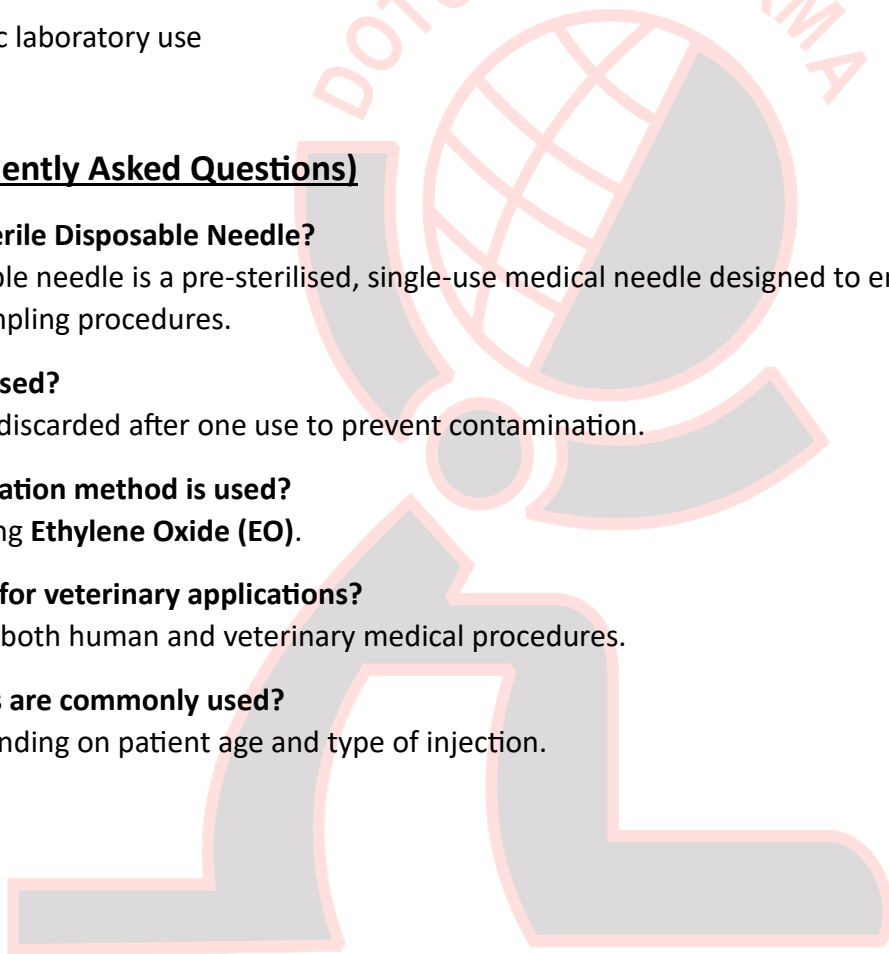 DOTO
RMA
c laboratory use
ently Asked Questions)
erile Disposable Needle?
ble needle is a pre-sterilised, single-use medical needle designed to en
npling procedures.
sed?
discarded after one use to prevent contamination.
ation method is used?
ng Ethylene Oxide (EO).
for veterinary applications?
both human and veterinary medical procedures.
s are commonly used?
nding on patient age and type of injection.